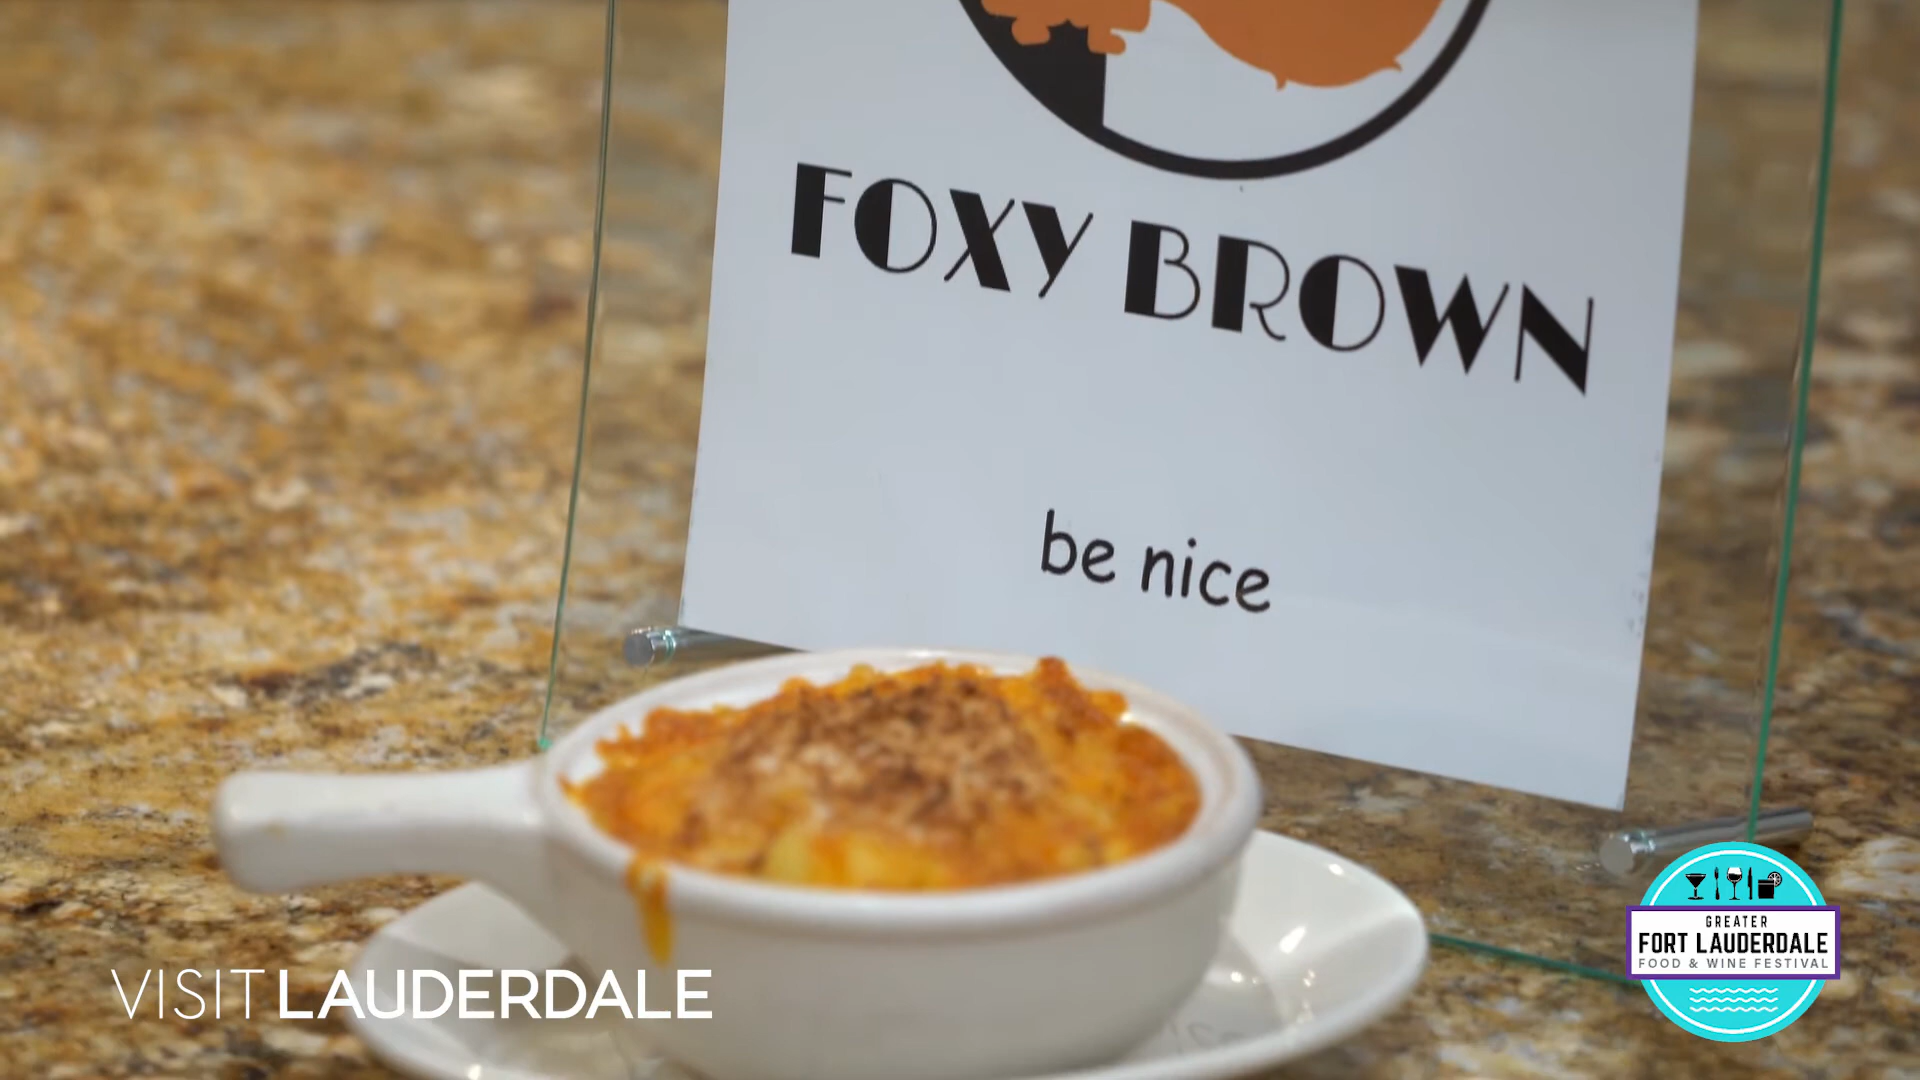 FOXY BROWN
be nice
VISIT LAUDERDALE
GREATER
FORT LAUDERDALE
FOOD & WINE FESTIVAL